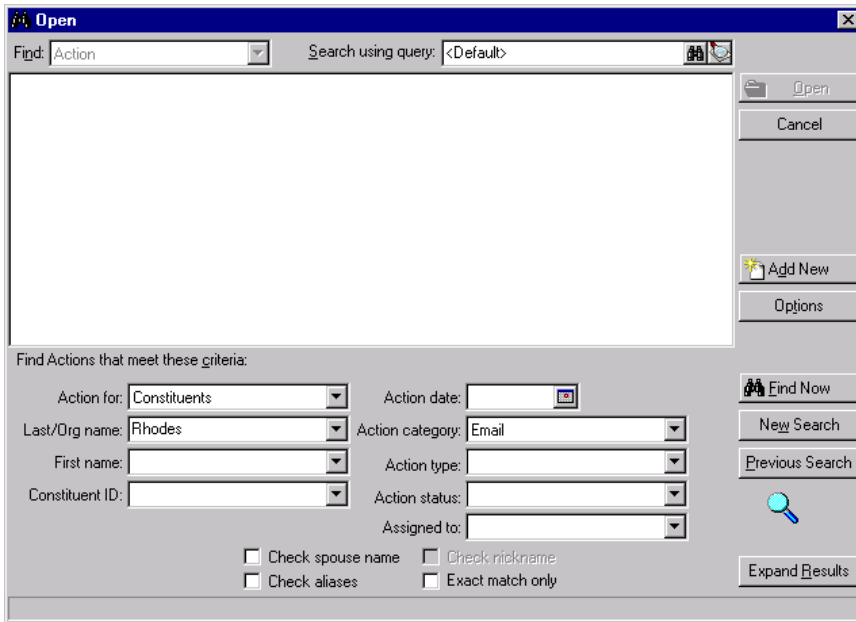 Open
Find: Action Search using query: <Default>
Open
Cancel
Add New
Options
Find Actions that meet these criteria:
Action for: Constituents Action date:
Find Now
Last/Org name: Rhodes Action category: Email
New Search
First name: Action type:
Previous Search
Constituent ID: Action status:
Assigned to:
Check spouse name Check nickname
Check aliases Exact match only
Expand Results